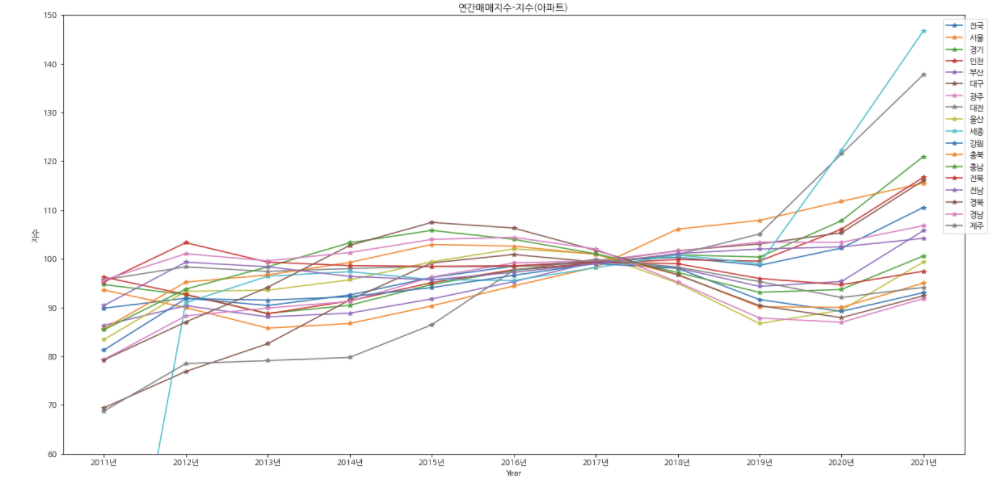 연간매매지수-지수(아파트)
150
140
130
120
110
100
90
80
70
60
지수
2011년
2012년
2013년
2014년
2015년
2016년
2017년
2018년
2019년
2020년
2021년
Year
전국
서울
경기
인천
부산
대구
광주
대전
울산
세종
강원
충북
충남
전북
전남
경북
경남
제주